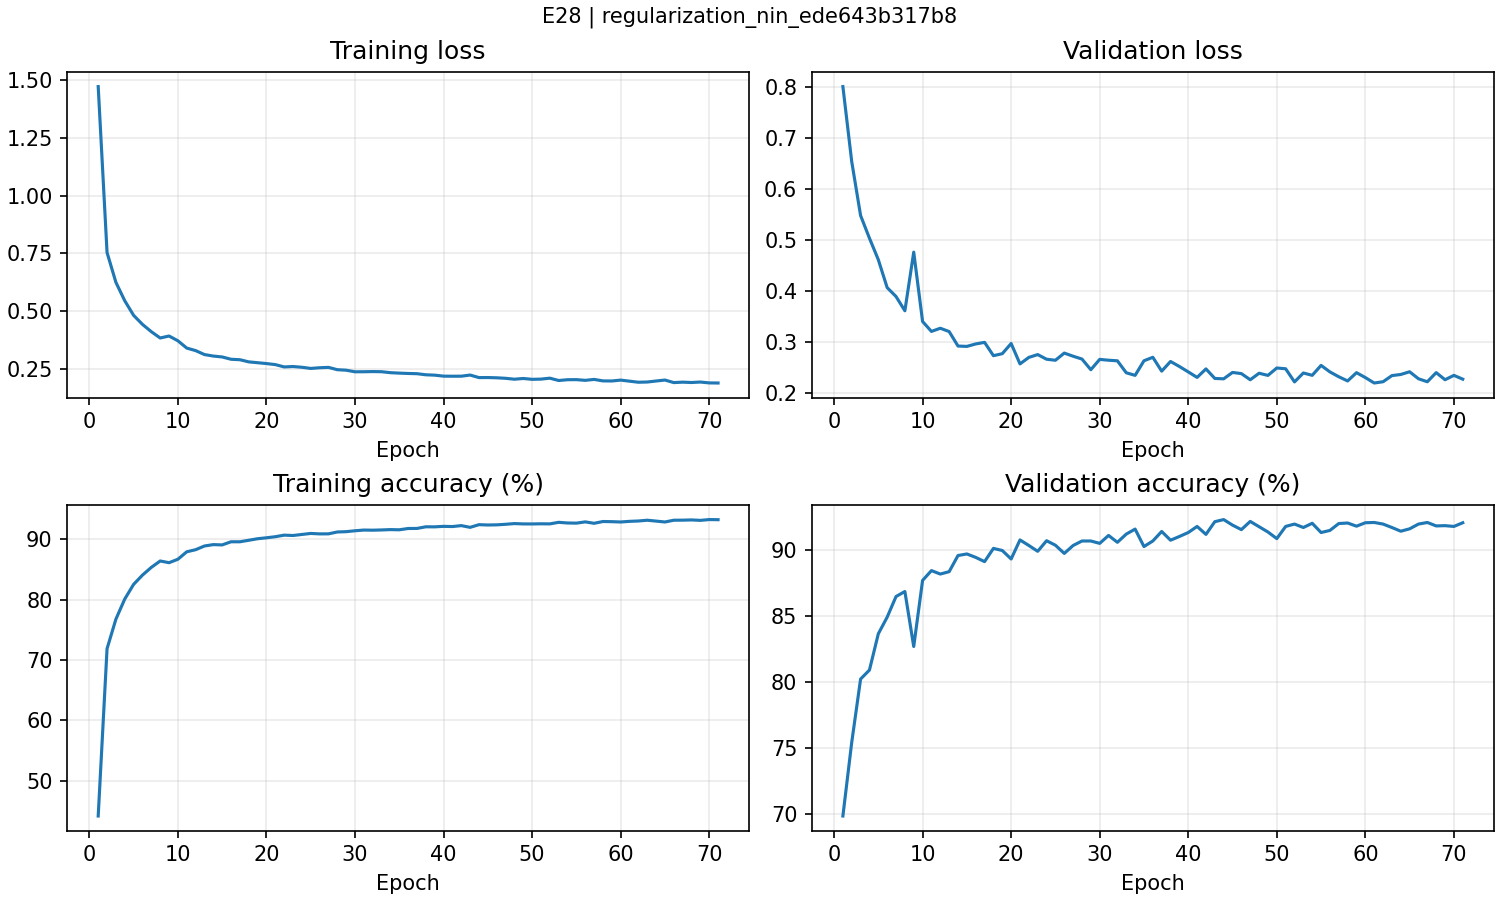 E28 | regularization_nin_ede643b317b8
Training loss
1.50
1.25
1.00
0.75
0.50
0.25
0 10 20 30 40 50 60 70
Epoch
Validation loss
0.8
0.7
0.6
0.5
0.4
0.3
0.2
0 10 20 30 40 50 60 70
Epoch
Training accuracy (%)
90
80
70
60
50
0 10 20 30 40 50 60 70
Epoch
Validation accuracy (%)
90
85
80
75
70
0 10 20 30 40 50 60 70
Epoch